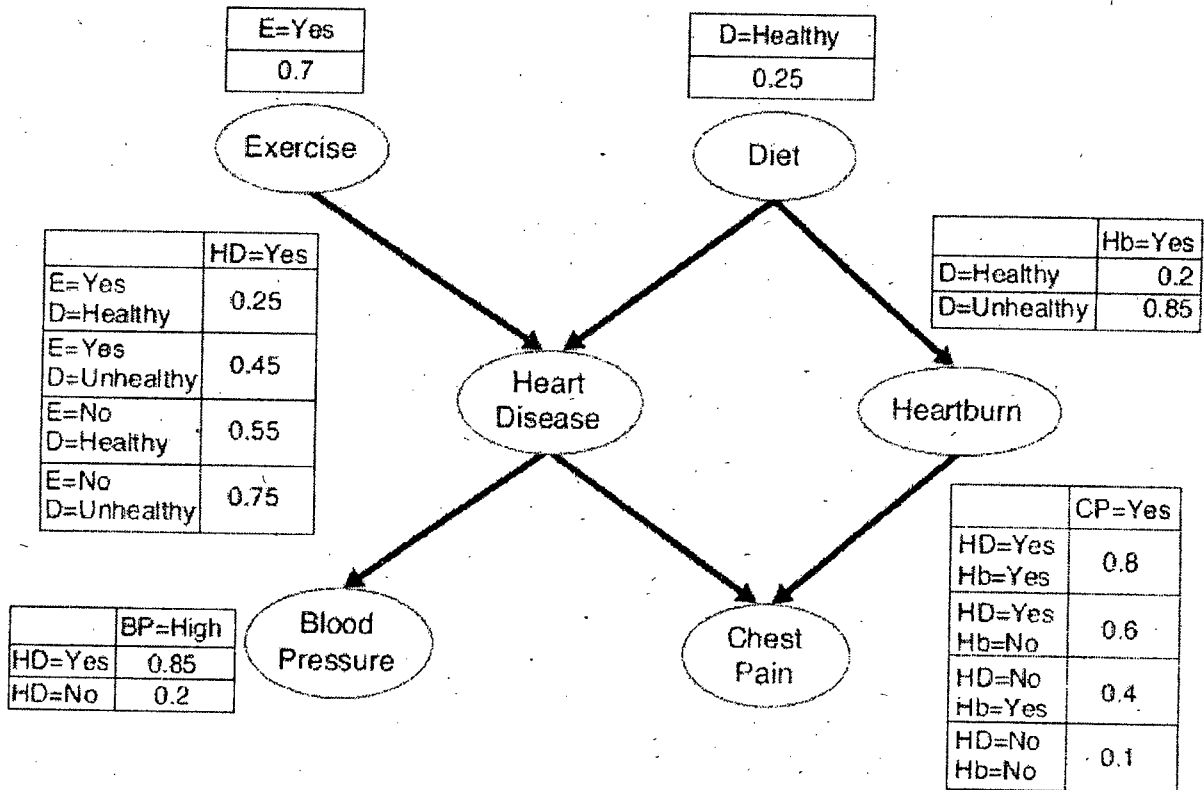 E=Yes
0.7
D=Healthy
0.25
Exercise
Diet
HD=Yes
E=Yes
D=Healthy
0.25
E=Yes
D=Unhealthy
0.45
E=No
D=Healthy
0.55
E=No
D=Unhealthy
0.75
Hb=Yes
D=Healthy 0.2
D=Unhealthy 0.85
Heart
Disease
Heartburn
BP=High
HD=Yes 0.85
HD=No 0.2
Blood
Pressure
Chest
Pain
CP=Yes
HD=Yes
Hb=Yes
0.8
HD=Yes
Hb=No
0.6
HD=No
Hb=Yes
0.4
HD=No
Hb=No
0.1